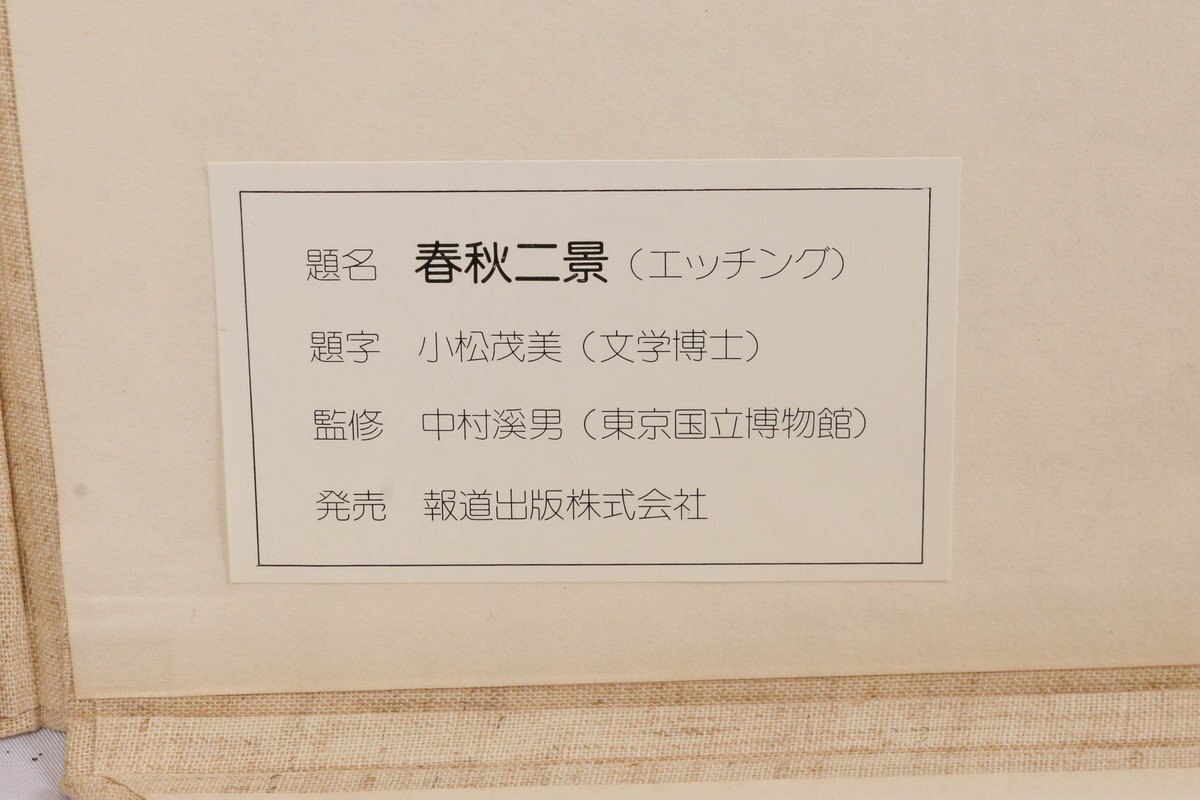 題名　春秋二景（エッチング）
題字　小松茂美（文学博士）
監修　中村溪男（東京国立博物館）
発売　報道出版株式会社